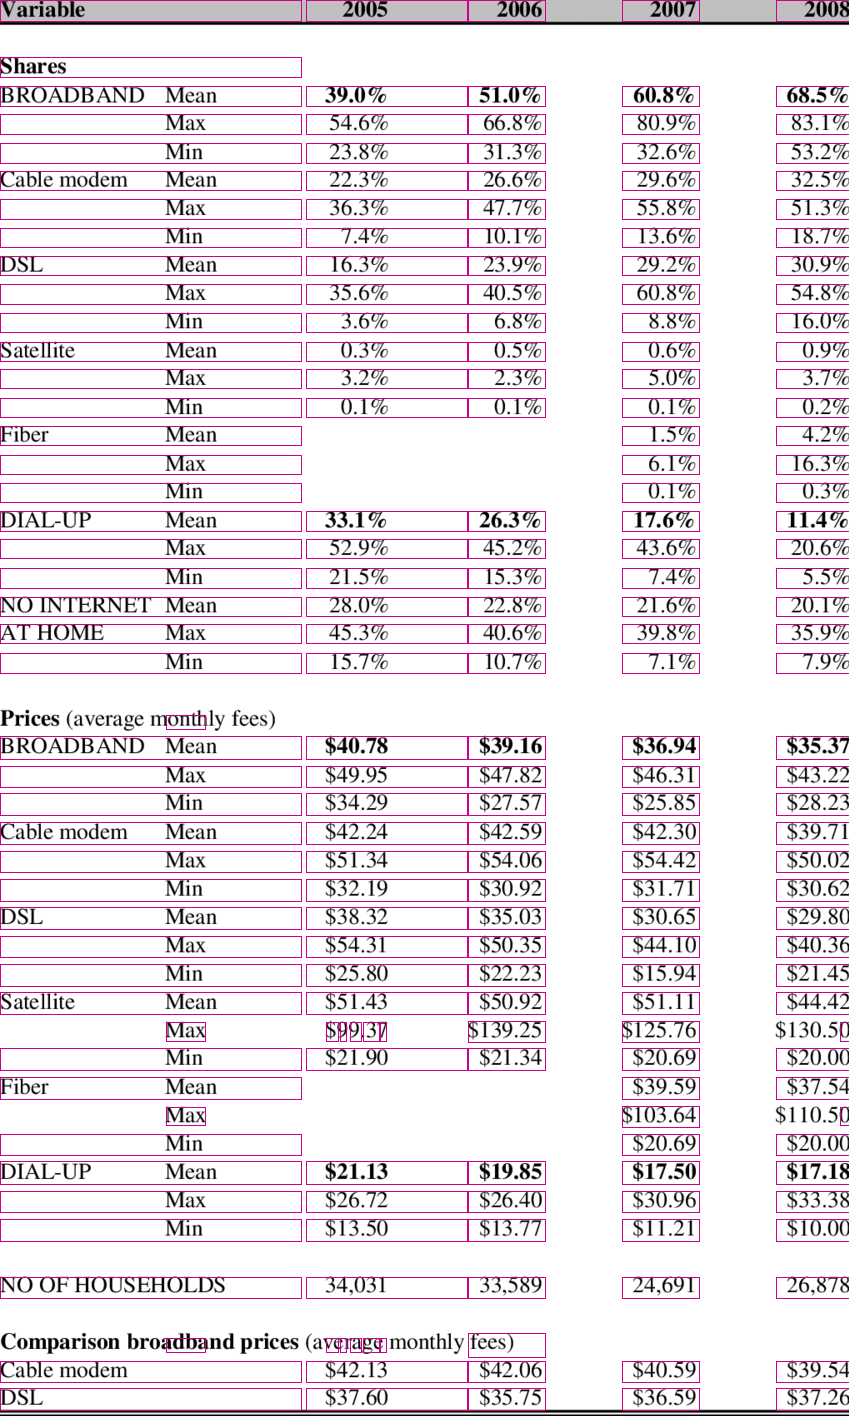 Variable 2005 2006 2007 2008
Shares
BROADBAND Mean 39.0% 51.0% 60.8% 68.5%
Max 54.6% 66.8% 80.9% 83.1%
Min 23.8% 31.3% 32.6% 53.2%
Cable modem Mean 22.3% 26.6% 29.6% 32.5%
Max 36.3% 47.7% 55.8% 51.3%
Min 7.4% 10.1% 13.6% 18.7%
DSL Mean 16.3% 23.9% 29.2% 30.9%
Max 35.6% 40.5% 60.8% 54.8%
Min 3.6% 6.8% 8.8% 16.0%
Satellite Mean 0.3% 0.5% 0.6% 0.9%
Max 3.2% 2.3% 5.0% 3.7%
Min 0.1% 0.1% 0.1% 0.2%
Fiber Mean 1.5% 4.2%
Max 6.1% 16.3%
Min 0.1% 0.3%
DIAL-UP Mean 33.1% 26.3% 17.6% 11.4%
Max 52.9% 45.2% 43.6% 20.6%
Min 21.5% 15.3% 7.4% 5.5%
NO INTERNET Mean 28.0% 22.8% 21.6% 20.1%
AT HOME Max 45.3% 40.6% 39.8% 35.9%
Min 15.7% 10.7% 7.1% 7.9%
Prices (average monthly fees)
BROADBAND Mean $40.78 $39.16 $36.94 $35.37
Max $49.95 $47.82 $46.31 $43.22
Min $34.29 $27.57 $25.85 $28.23
Cable modem Mean $42.24 $42.59 $42.30 $39.71
Max $51.34 $54.06 $54.42 $50.02
Min $32.19 $30.92 $31.71 $30.62
DSL Mean $38.32 $35.03 $30.65 $29.80
Max $54.31 $50.35 $44.10 $40.36
Min $25.80 $22.23 $15.94 $21.45
Satellite Mean $51.43 $50.92 $51.11 $44.42
Max $99.37 $139.25 $125.76 $130.50
Min $21.90 $21.34 $20.69 $20.00
Fiber Mean $39.59 $37.54
Max $103.64 $110.50
Min $20.69 $20.00
DIAL-UP Mean $21.13 $19.85 $17.50 $17.18
Max $26.72 $26.40 $30.96 $33.38
Min $13.50 $13.77 $11.21 $10.00
NO OF HOUSEHOLDS 34,031 33,589 24,691 26,878
Comparison broadband prices (average monthly fees)
Cable modem $42.13 $42.06 $40.59 $39.54
DSL $37.60 $35.75 $36.59 $37.26